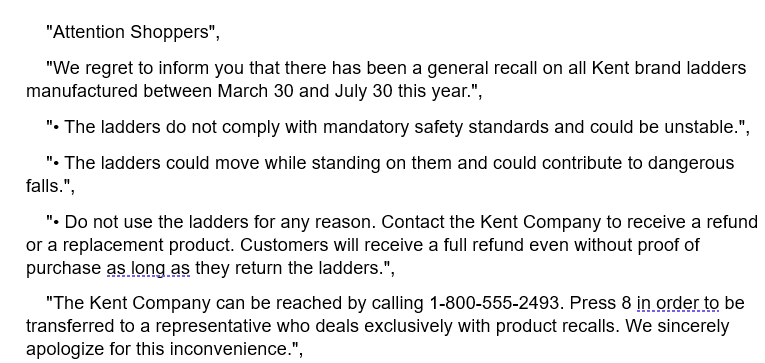 "Attention Shoppers",
"We regret to inform you that there has been a general recall on all Kent brand ladders
manufactured between March 30 and July 30 this year.",
"• The ladders do not comply with mandatory safety standards and could be unstable.",
"• The ladders could move while standing on them and could contribute to dangerous
falls.",
"• Do not use the ladders for any reason. Contact the Kent Company to receive a refund
or a replacement product. Customers will receive a full refund even without proof of
purchase as long as they return the ladders.",
"The Kent Company can be reached by calling 1-800-555-2493. Press 8 in order to be
transferred to a representative who deals exclusively with product recalls. We sincerely
apologize for this inconvenience.",